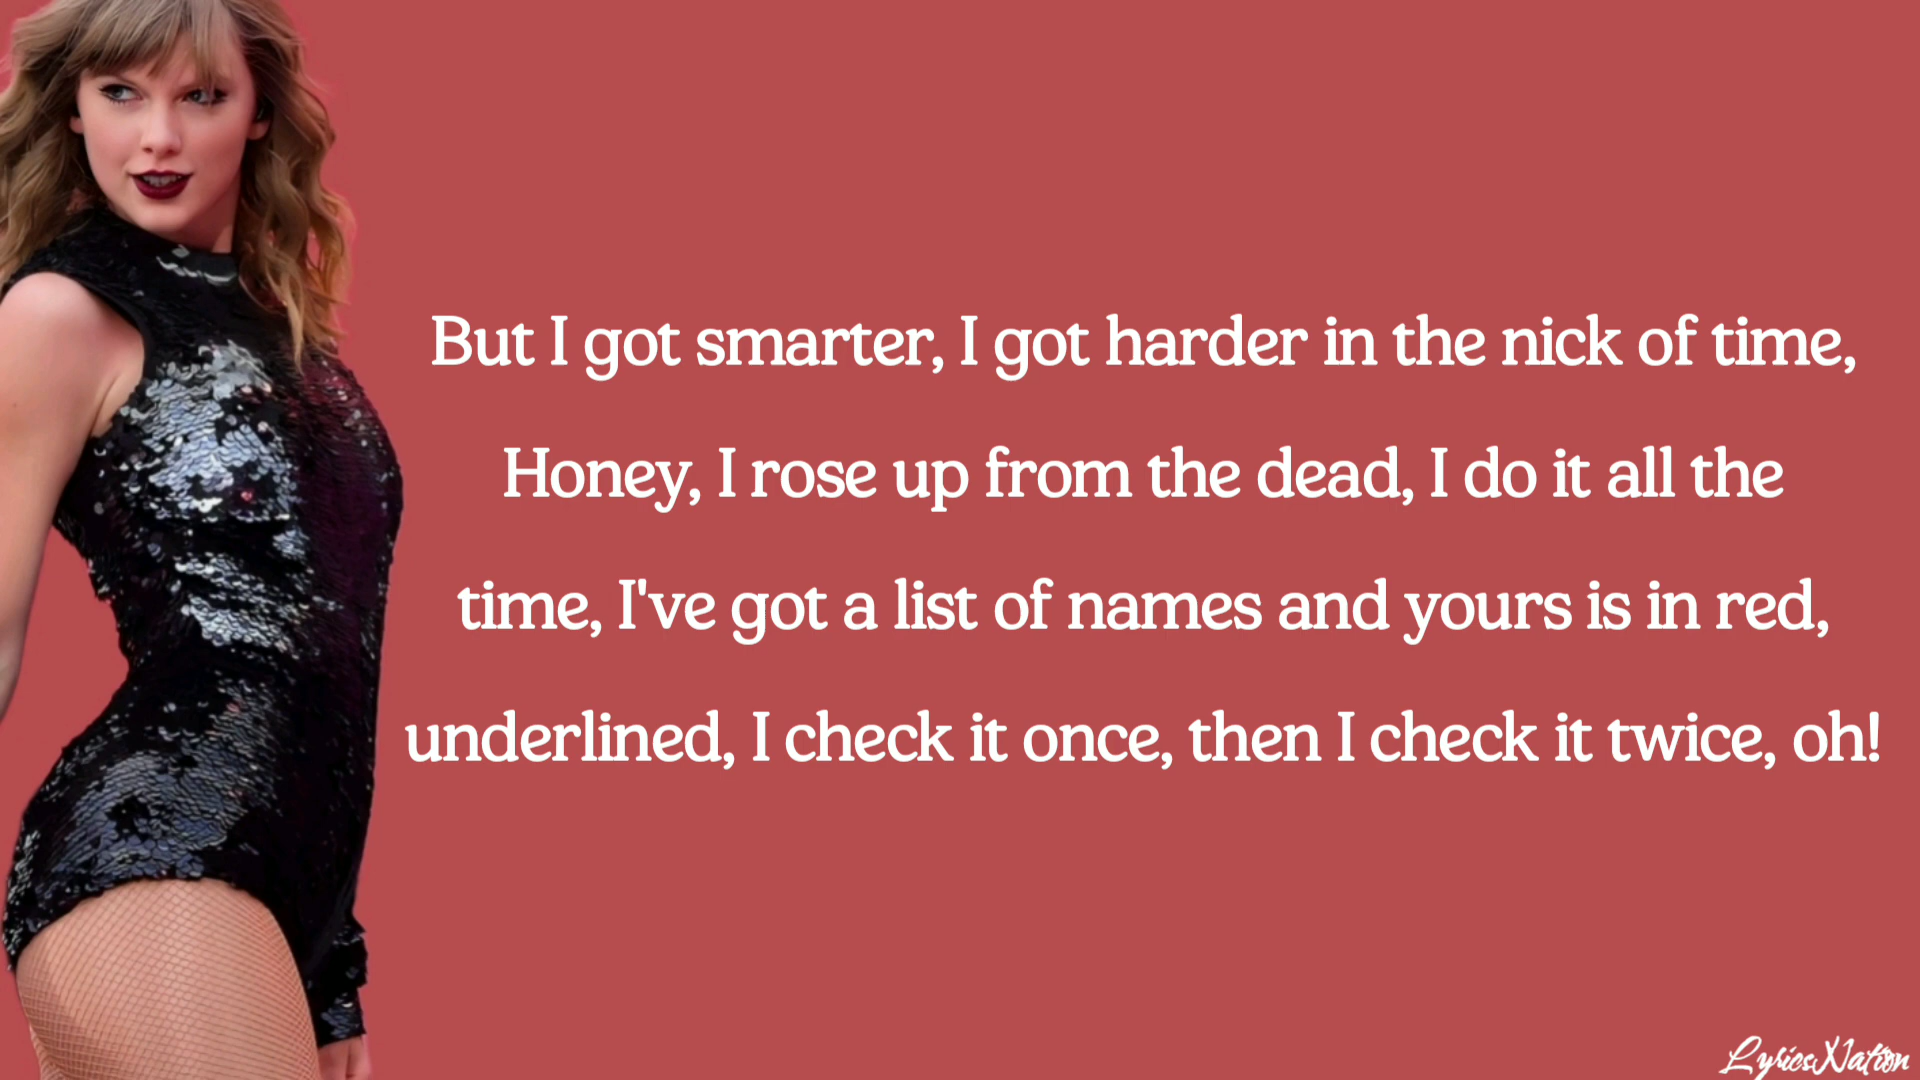 But I got smarter, I got harder in the nick of time,
Honey, I rose up from the dead, I do it all the
time, I've got a list of names and yours is in red,
underlined, I check it once, then I check it twice, oh!
LyricsNation